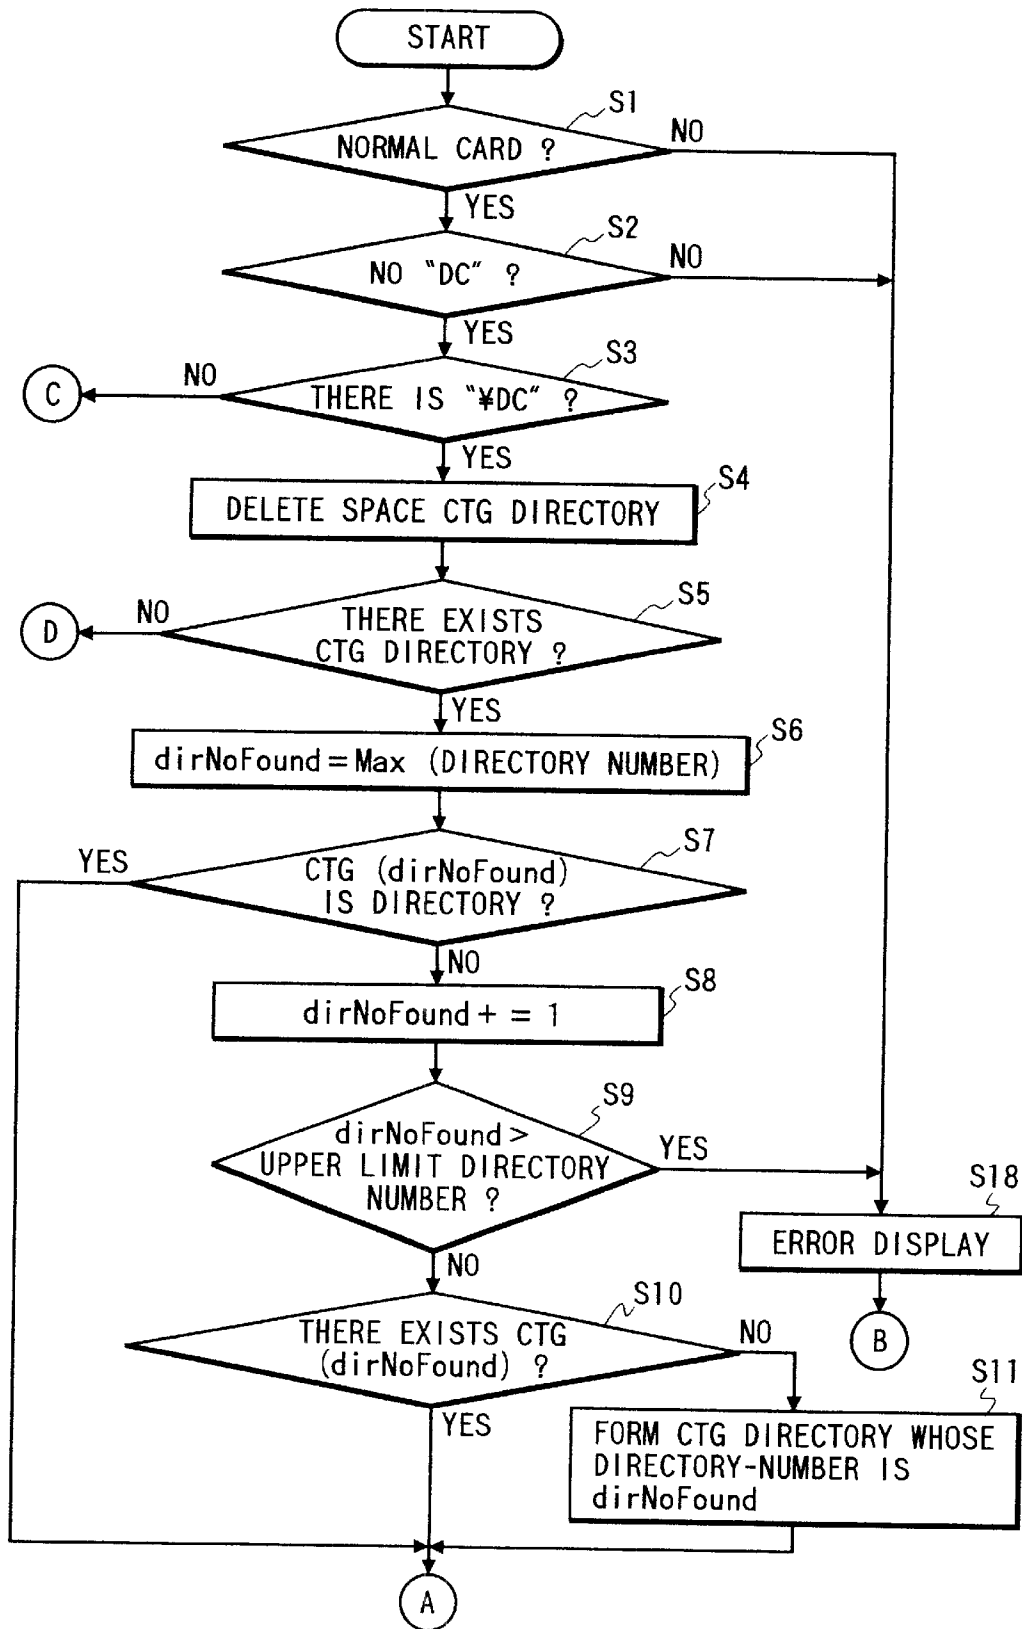 START
S1
NORMAL CARD ?
NO
YES
S2
NO "DC" ?
NO
YES
S3
NO
C
THERE IS "¥DC" ?
YES
S4
DELETE SPACE CTG DIRECTORY
S5
NO
D
THERE EXISTS
CTG DIRECTORY ?
YES
S6
dirNoFound=Max (DIRECTORY NUMBER)
S7
YES
CTG (dirNoFound)
IS DIRECTORY ?
NO
S8
dirNoFound+ = 1
S9
dirNoFound>
UPPER LIMIT DIRECTORY
NUMBER ?
YES
NO
S18
ERROR DISPLAY
B
S10
THERE EXISTS CTG
(dirNoFound) ?
NO
YES
S11
FORM CTG DIRECTORY WHOSE
DIRECTORY-NUMBER IS
dirNoFound
A